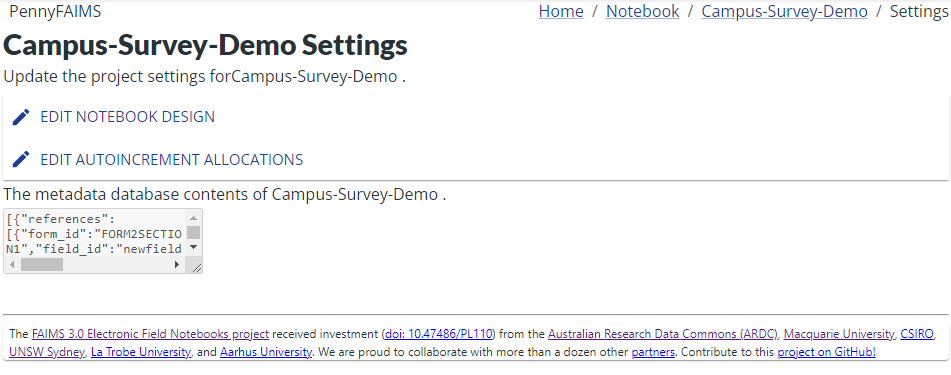 PennyFAIMS
Home / Notebook / Campus-Survey-Demo / Settings
Campus-Survey-Demo Settings
Update the project settings forCampus-Survey-Demo .
EDIT NOTEBOOK DESIGN
EDIT AUTOINCREMENT ALLOCATIONS
The metadata database contents of Campus-Survey-Demo .
[{"references":
[{"form_id":"FORM2SECTIO
N1","field_id":"newfield
The FAIMS 3.0 Electronic Field Notebooks project received investment (doi: 10.47486/PL110) from the Australian Research Data Commons (ARDC), Macquarie University, CSIRO,
UNSW Sydney, La Trobe University, and Aarhus University. We are proud to collaborate with more than a dozen other partners. Contribute to this project on GitHub!